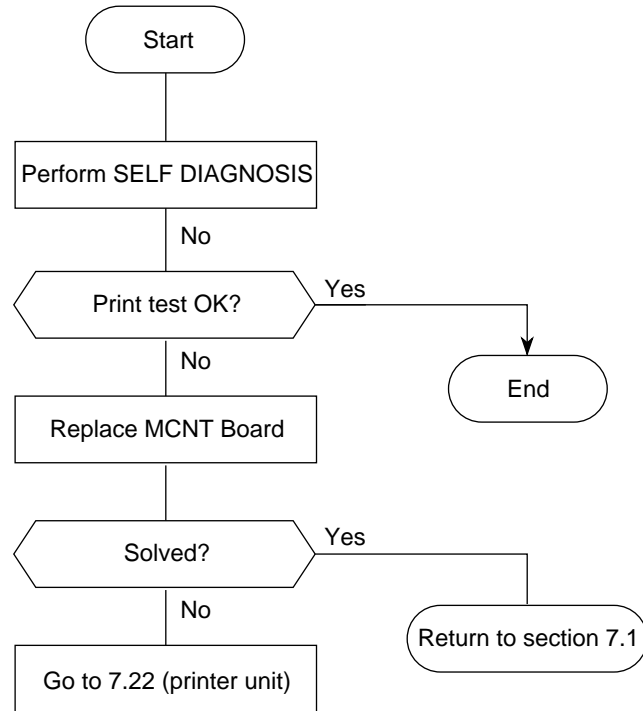 Start
Perform SELF DIAGNOSIS
No
Print test OK?
Yes
No
End
Replace MCNT Board
Solved?
Yes
No
Return to section 7.1
Go to 7.22 (printer unit)